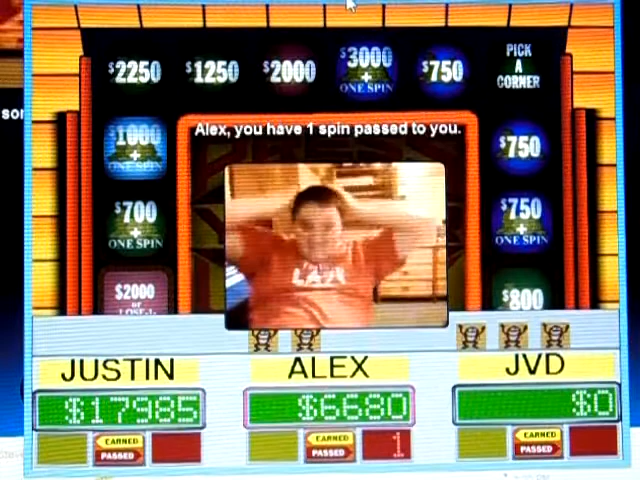 $2250
$1250
$2000
$3000
+
ONE SPIN
$750
PICK
A
CORNER
$1000
+
ONE SPIN
Alex, you have 1 spin passed to you.
$750
$700
+
ONE SPIN
$750
+
ONE SPIN
$2000
or
$800
JUSTIN
ALEX
JVD
$17985
$6680
$0
EARNED
PASSED
EARNED
PASSED
1
EARNED
PASSED